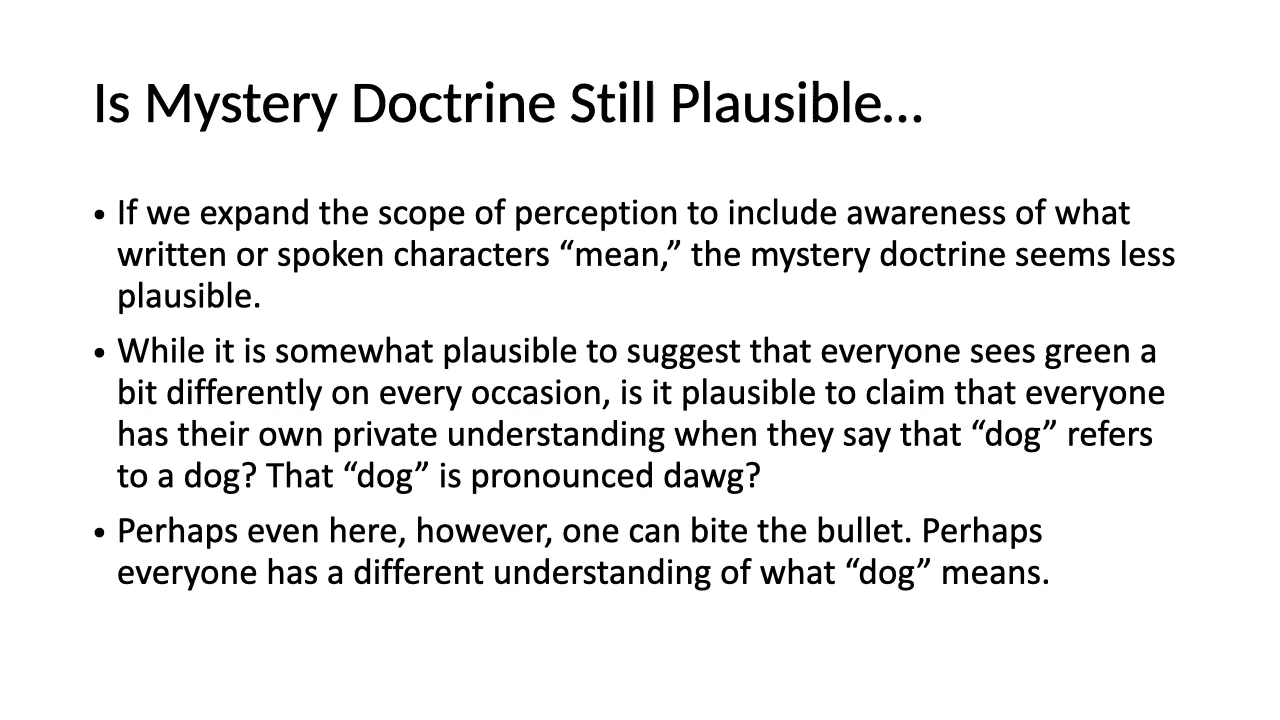 Is Mystery Doctrine Still Plausible…
• If we expand the scope of perception to include awareness of what
written or spoken characters “mean,” the mystery doctrine seems less
plausible.
• While it is somewhat plausible to suggest that everyone sees green a
bit differently on every occasion, is it plausible to claim that everyone
has their own private understanding when they say that “dog” refers
to a dog? That “dog” is pronounced dawg?
• Perhaps even here, however, one can bite the bullet. Perhaps
everyone has a different understanding of what “dog” means.